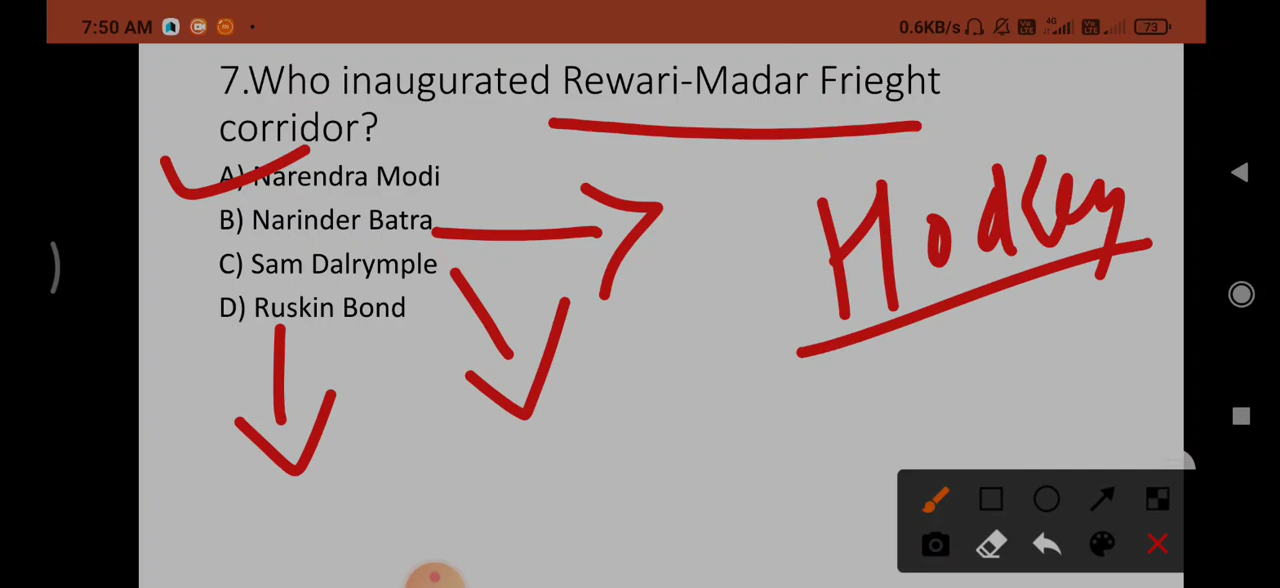 7:50 AM
0.6KB/s 4G 73
7.Who inaugurated Rewari-Madar Frieght
corridor?
A) Narendra Modi
B) Narinder Batra
C) Sam Dalrymple
D) Ruskin Bond
Hockey